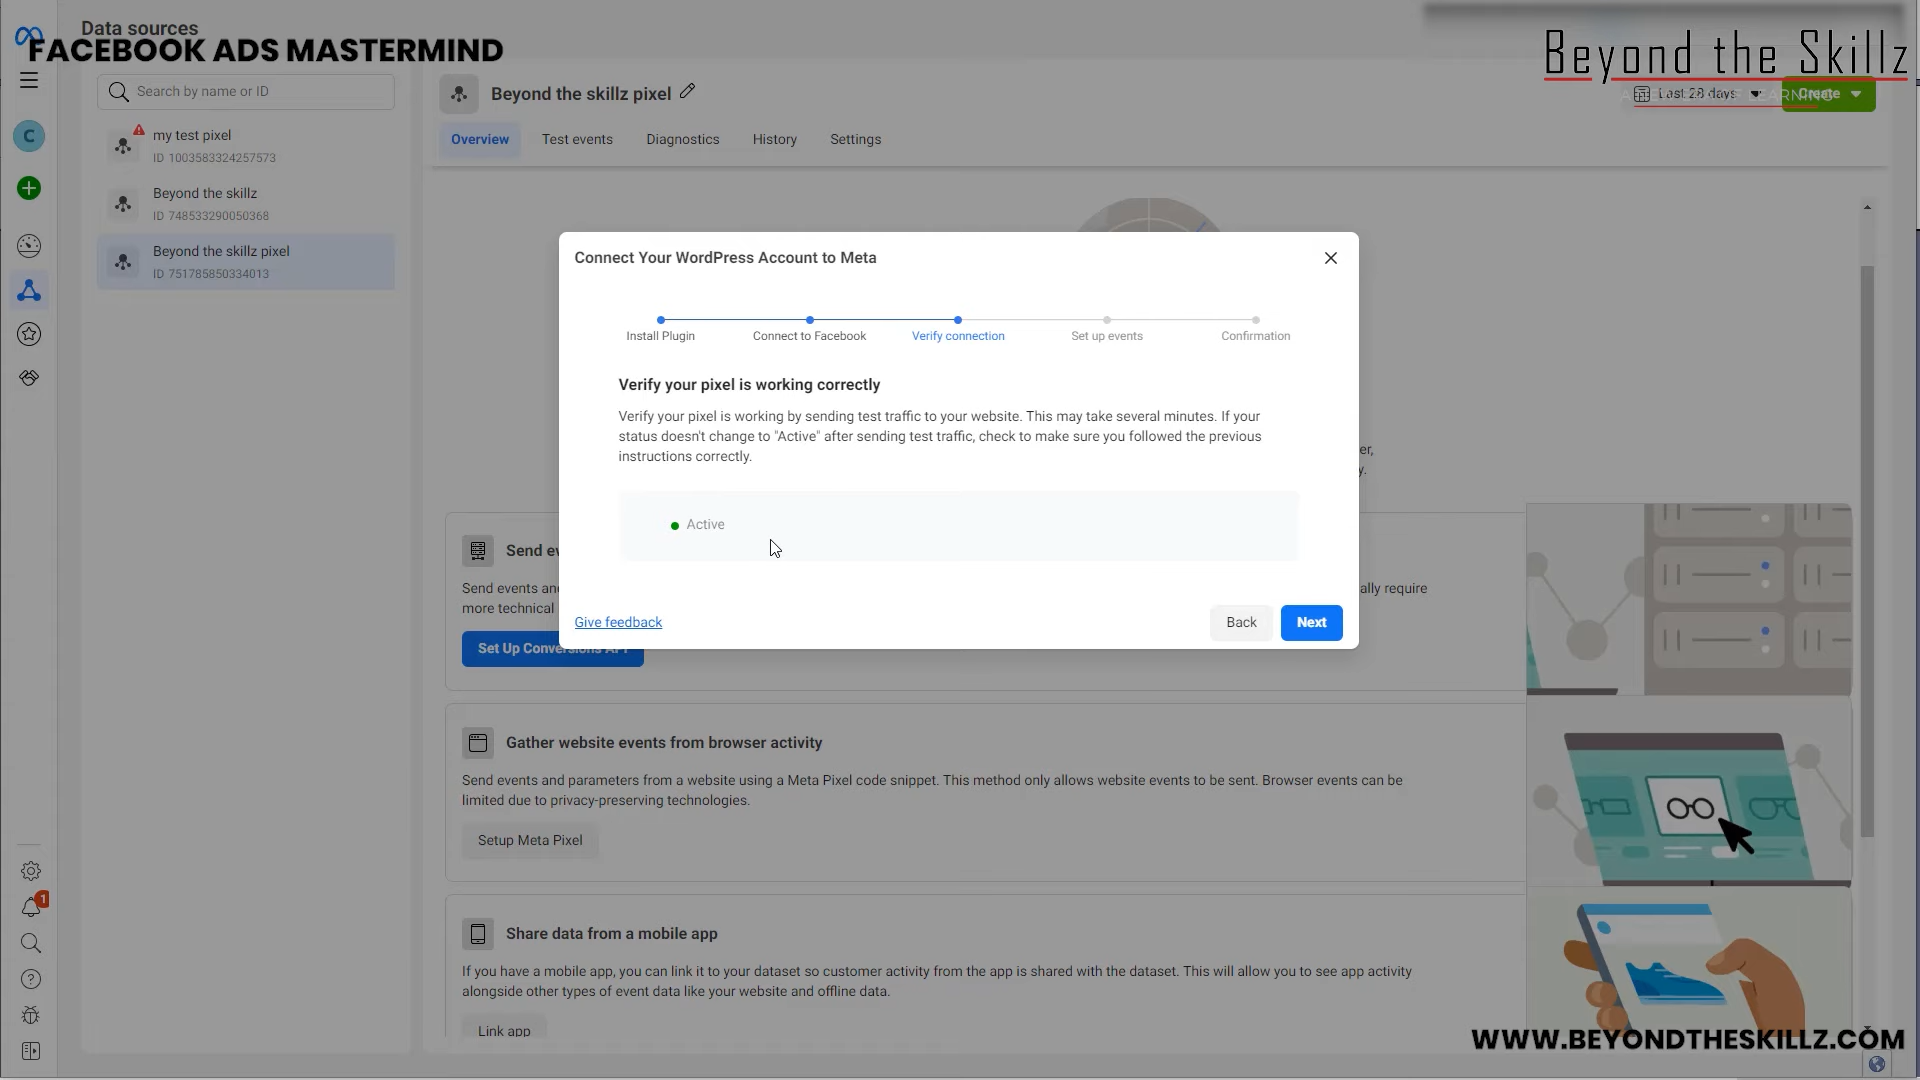 Data sources
FACEBOOK ADS MASTERMIND
Beyond the Skillz
Search by name or ID
Beyond the skillz pixel
Last 28 days
Create
my test pixel
ID 1003583324257573
Beyond the skillz
ID 748533290050368
Beyond the skillz pixel
ID 751785850334013
C
Overview
Test events
Diagnostics
History
Settings
Connect Your WordPress Account to Meta
Install Plugin
Connect to Facebook
Verify connection
Set up events
Confirmation
Verify your pixel is working correctly
Verify your pixel is working by sending test traffic to your website. This may take several minutes. If your
status doesn't change to "Active" after sending test traffic, check to make sure you followed the previous
instructions correctly.
Active
Give feedback
Back
Next
Send
Send events
ally require
more technical
Set Up Conversions API
Gather website events from browser activity
Send events and parameters from a website using a Meta Pixel code snippet. This method only allows website events to be sent. Browser events can be
limited due to privacy-preserving technologies.
Setup Meta Pixel
Share data from a mobile app
If you have a mobile app, you can link it to your dataset so customer activity from the app is shared with the dataset. This will allow you to see app activity
alongside other types of event data like your website and offline data.
Link app
1
WWW.BEYONDTHESKILLZ.COM